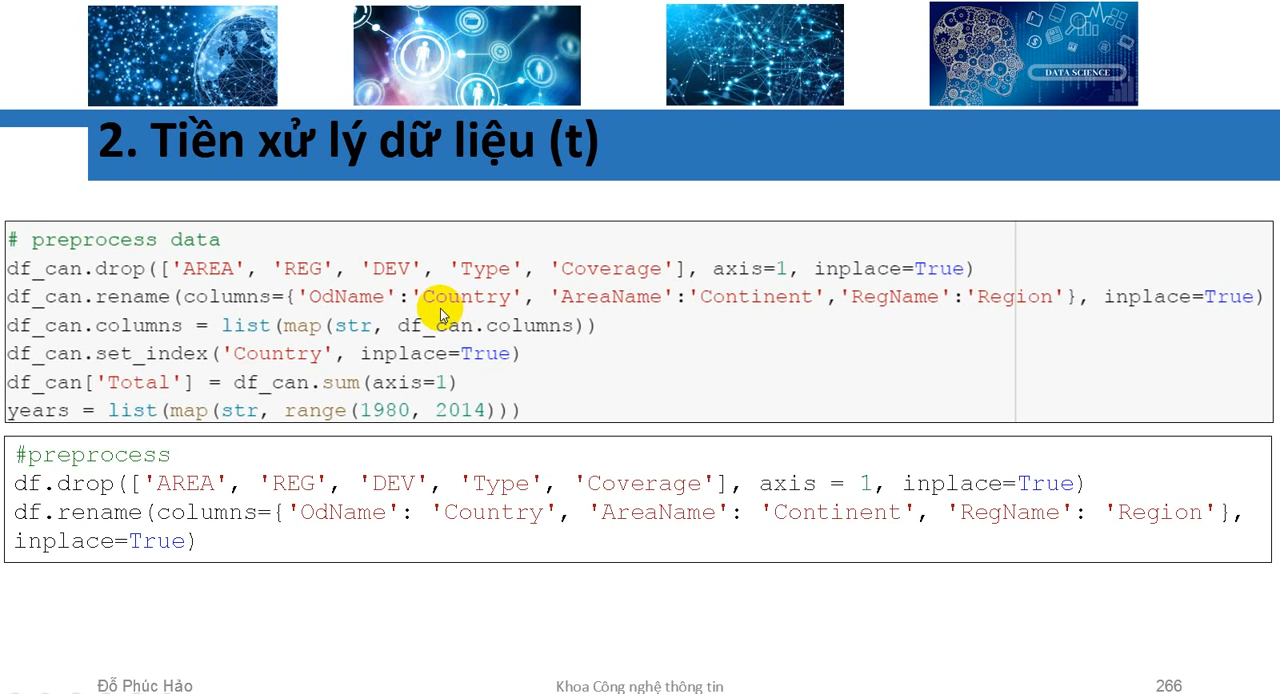 DATA SCIENCE
2. Tiền xử lý dữ liệu (t)
# preprocess data
df_can.drop(['AREA', 'REG', 'DEV', 'Type', 'Coverage'], axis=1, inplace=True)
df_can.rename(columns={'OdName':'Country', 'AreaName':'Continent','RegName':'Region'}, inplace=True)
df_can.columns = list(map(str, df_can.columns))
df_can.set_index('Country', inplace=True)
df_can['Total'] = df_can.sum(axis=1)
years = list(map(str, range(1980, 2014)))
#preprocess
df.drop(['AREA', 'REG', 'DEV', 'Type', 'Coverage'], axis = 1, inplace=True)
df.rename(columns={'OdName': 'Country', 'AreaName': 'Continent', 'RegName': 'Region'},
inplace=True)
Đỗ Phúc Hảo
Khoa Công nghệ thông tin
266